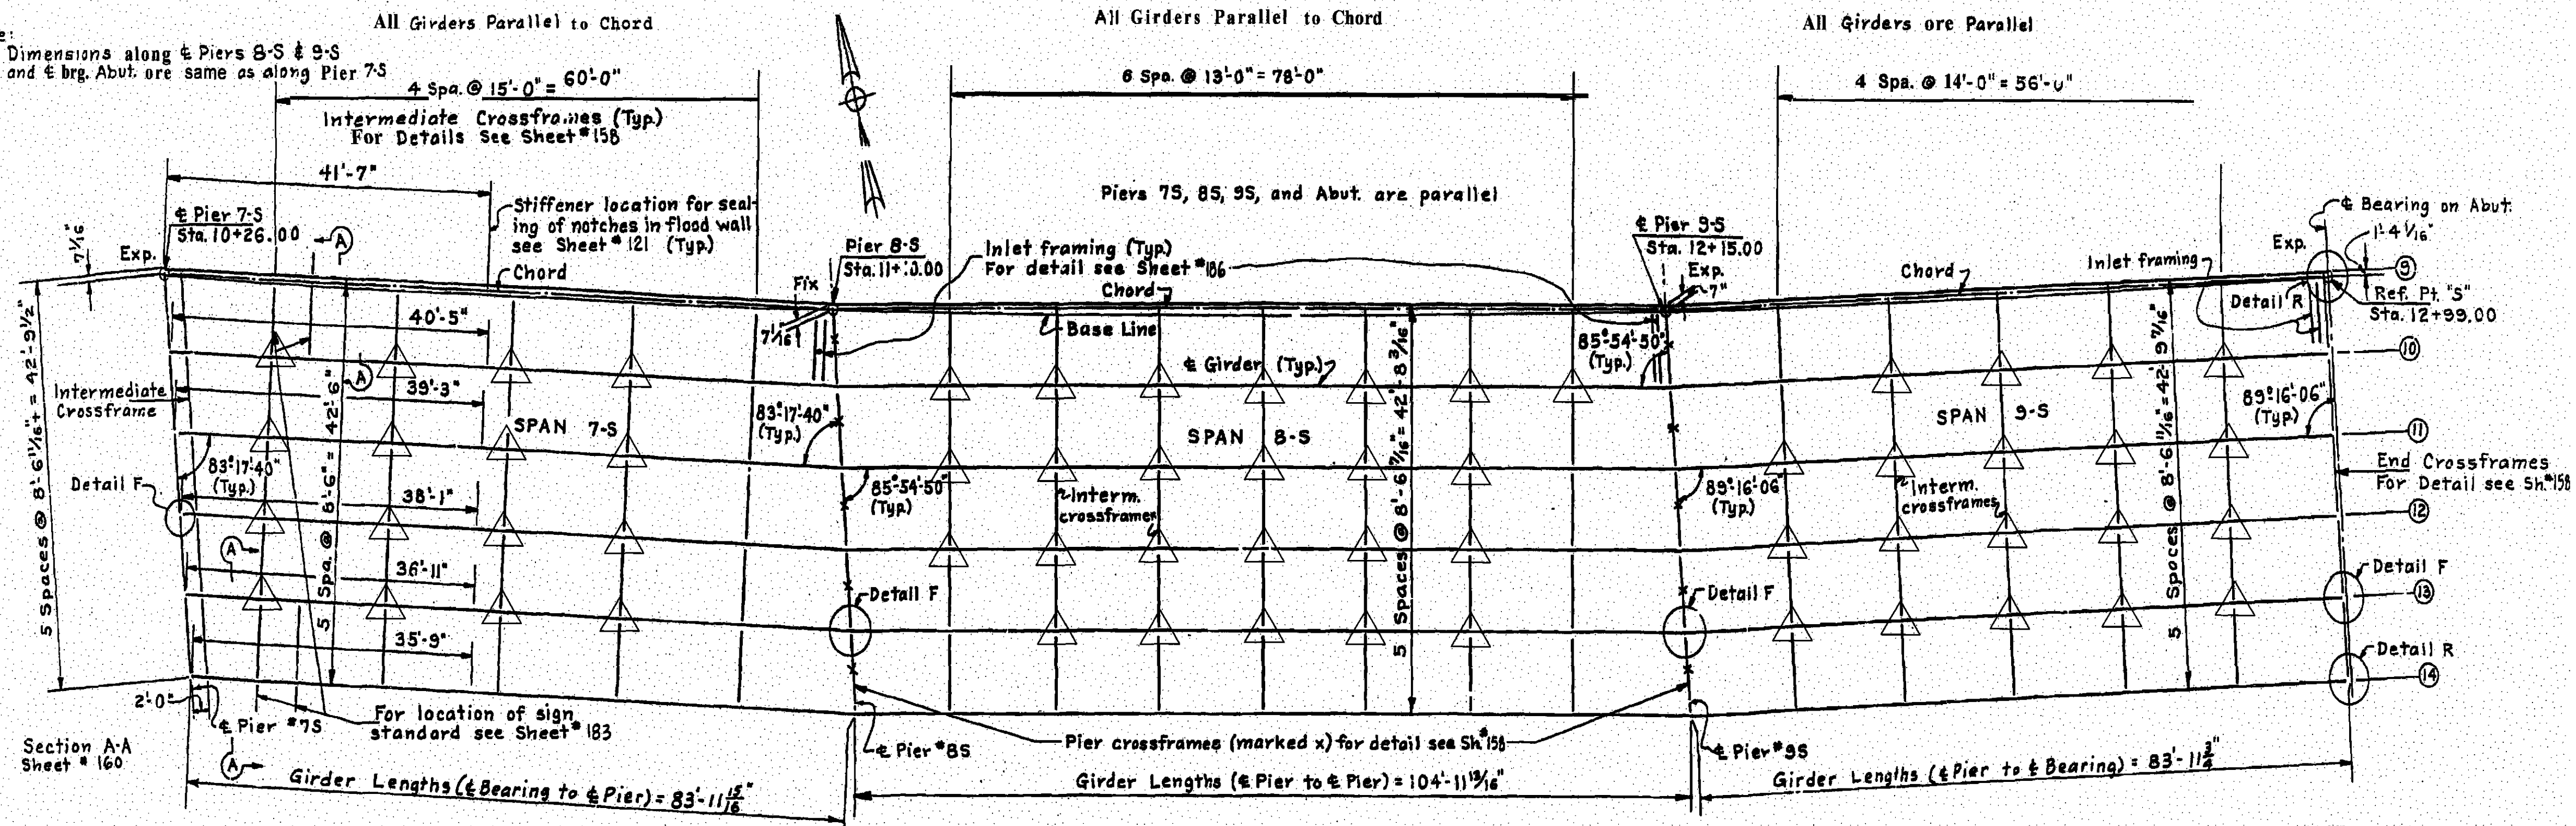 All Girders Parallel to Chord
All Girders Parallel to Chord
All Girders ore Parallel
e:
Dimensions along ℄ Piers 8-S & 9-S
and ℄ brg. Abut. ore same as along Pier 7-S
4 Spa. @ 15'-0" = 60'-0"
6 Spa. @ 13'-0" = 78'-0"
4 Spa. @ 14'-0" = 56'-0"
Intermediate Crossframes (Typ.)
For Details See Sheet #158
41'-7"
Stiffener location for seal-
ing of notches in flood wall
see Sheet #121 (Typ.)
Piers 7S, 8S, 9S, and Abut. are parallel
℄ Pier 7-S
Sta. 10+26.00
A
7 1/16"
Exp.
Chord
Pier 8-S
Sta. 11+10.00
Inlet framing (Typ.)
For detail see Sheet #186
Chord
Base Line
Fix
7 1/16"
℄ Pier 9-S
Sta. 12+15.00
Exp.
7"
Chord
Inlet framing
℄ Bearing on Abut.
1'-4 1/16"
Exp.
9
Detail R
Ref. Pt. "S"
Sta. 12+99.00
40'-5"
℄ Girder (Typ.)
85°-54'-50"
(Typ.)
10
Intermediate
Crossframe
A
39'-3"
SPAN 7-S
83°-17'-40"
(Typ.)
SPAN 8-S
SPAN 9-S
89°-16'-06"
(Typ.)
11
5 Spaces @ 8'-6 11/16"+ = 42'-9 1/2"
5 Spa. @ 8'-6" = 42'-6"
5 Spaces @ 8'-6 7/16" = 42'-8 3/16"
5 Spaces @ 8'-6 11/16" = 42'-9 7/16"
83°-17'-40"
(Typ.)
Detail F
38'-1"
85°-54'-50"
(Typ.)
Interm.
crossframes
89°-16'-06"
(Typ.)
Interm.
crossframes
End Crossframes
For Detail see Sh.#158
12
A
36'-11"
Detail F
Detail F
Detail F
13
35'-9"
Detail R
14
2'-0"
℄ Pier #7S
For location of sign
standard see Sheet #183
℄ Pier #8S
Pier crossframes (marked x) for detail see Sh.#158
℄ Pier #9S
Section A-A
Sheet # 160
A
Girder Lengths (℄ Bearing to ℄ Pier) = 83'-11 15/16"
Girder Lengths (℄ Pier to ℄ Pier) = 104'-11 13/16"
Girder Lengths (℄ Pier to ℄ Bearing) = 83'-11 3/4"